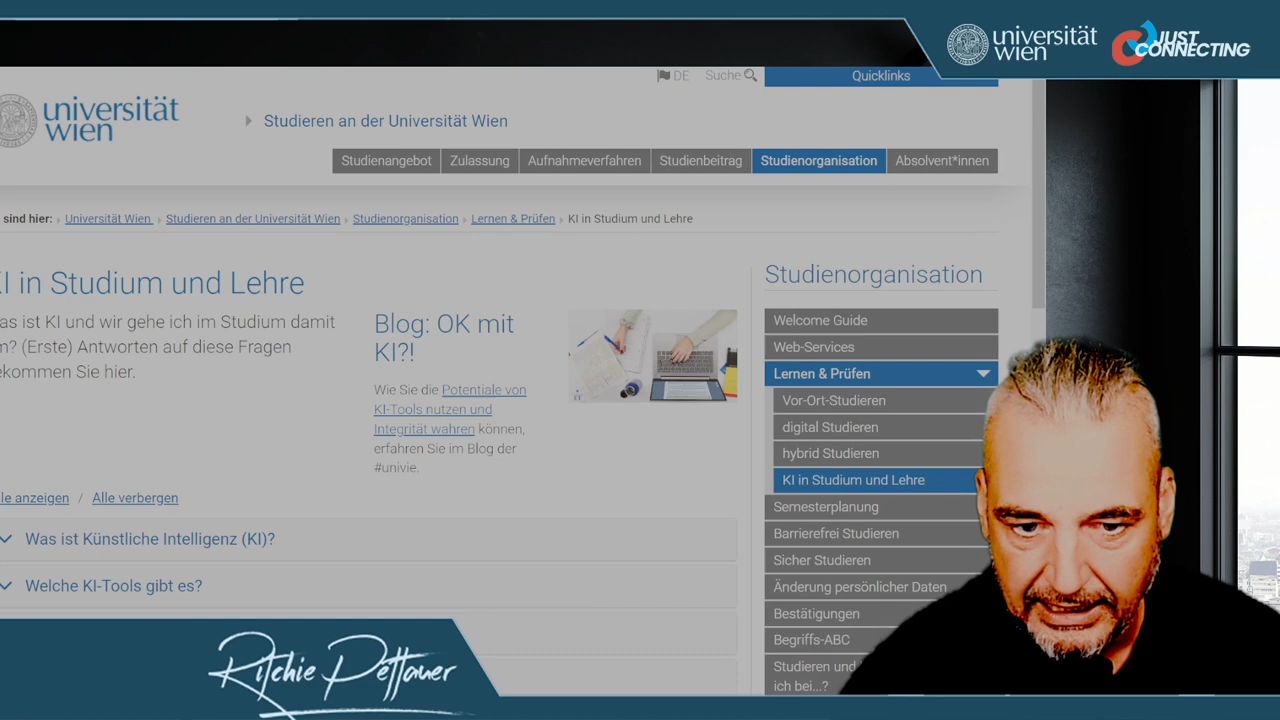 universität
wien
JUST
CONNECTING
DE
Suche
Quicklinks
universität
wien
Studieren an der Universität Wien
Studienangebot
Zulassung
Aufnahmeverfahren
Studienbeitrag
Studienorganisation
Absolvent*innen
sind hier:
Universität Wien
Studieren an der Universität Wien
Studienorganisation
Lernen & Prüfen
KI in Studium und Lehre
I in Studium und Lehre
as ist KI und wir gehe ich im Studium damit
m? (Erste) Antworten auf diese Fragen
ekommen Sie hier.
Blog: OK mit
KI?!
Wie Sie die Potentiale von
KI-Tools nutzen und
Integrität wahren können,
erfahren Sie im Blog der
#univie.
le anzeigen / Alle verbergen
Was ist Künstliche Intelligenz (KI)?
Welche KI-Tools gibt es?
Studienorganisation
Welcome Guide
Web-Services
Lernen & Prüfen
Vor-Ort-Studieren
digital Studieren
hybrid Studieren
KI in Studium und Lehre
Semesterplanung
Barrierefrei Studieren
Sicher Studieren
Änderung persönlicher Daten
Bestätigungen
Begriffs-ABC
Studieren und
ich bei...?
Ritchie Pettauer